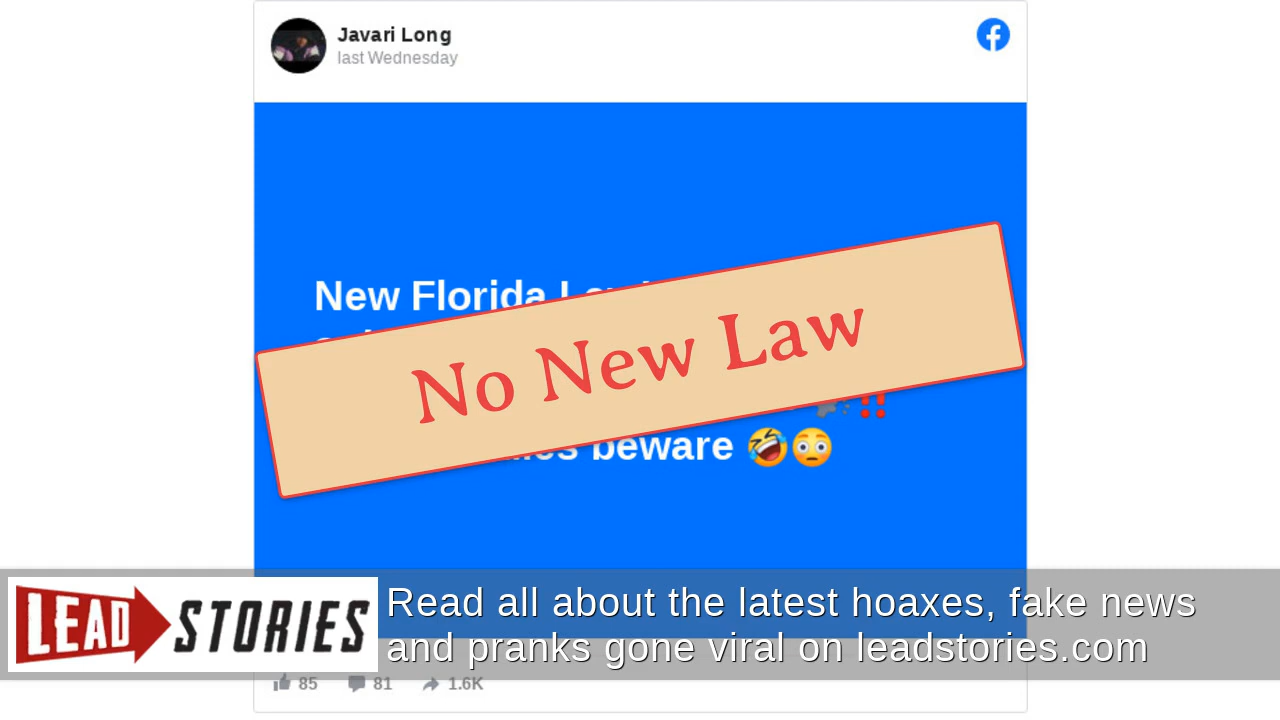 Javari Long
last Wednesday
New Florida
No New Law
beware 🤣😳
LEAD STORIES
Read all about the latest hoaxes, fake news
and pranks gone viral on leadstories.com
85 81 1.6K